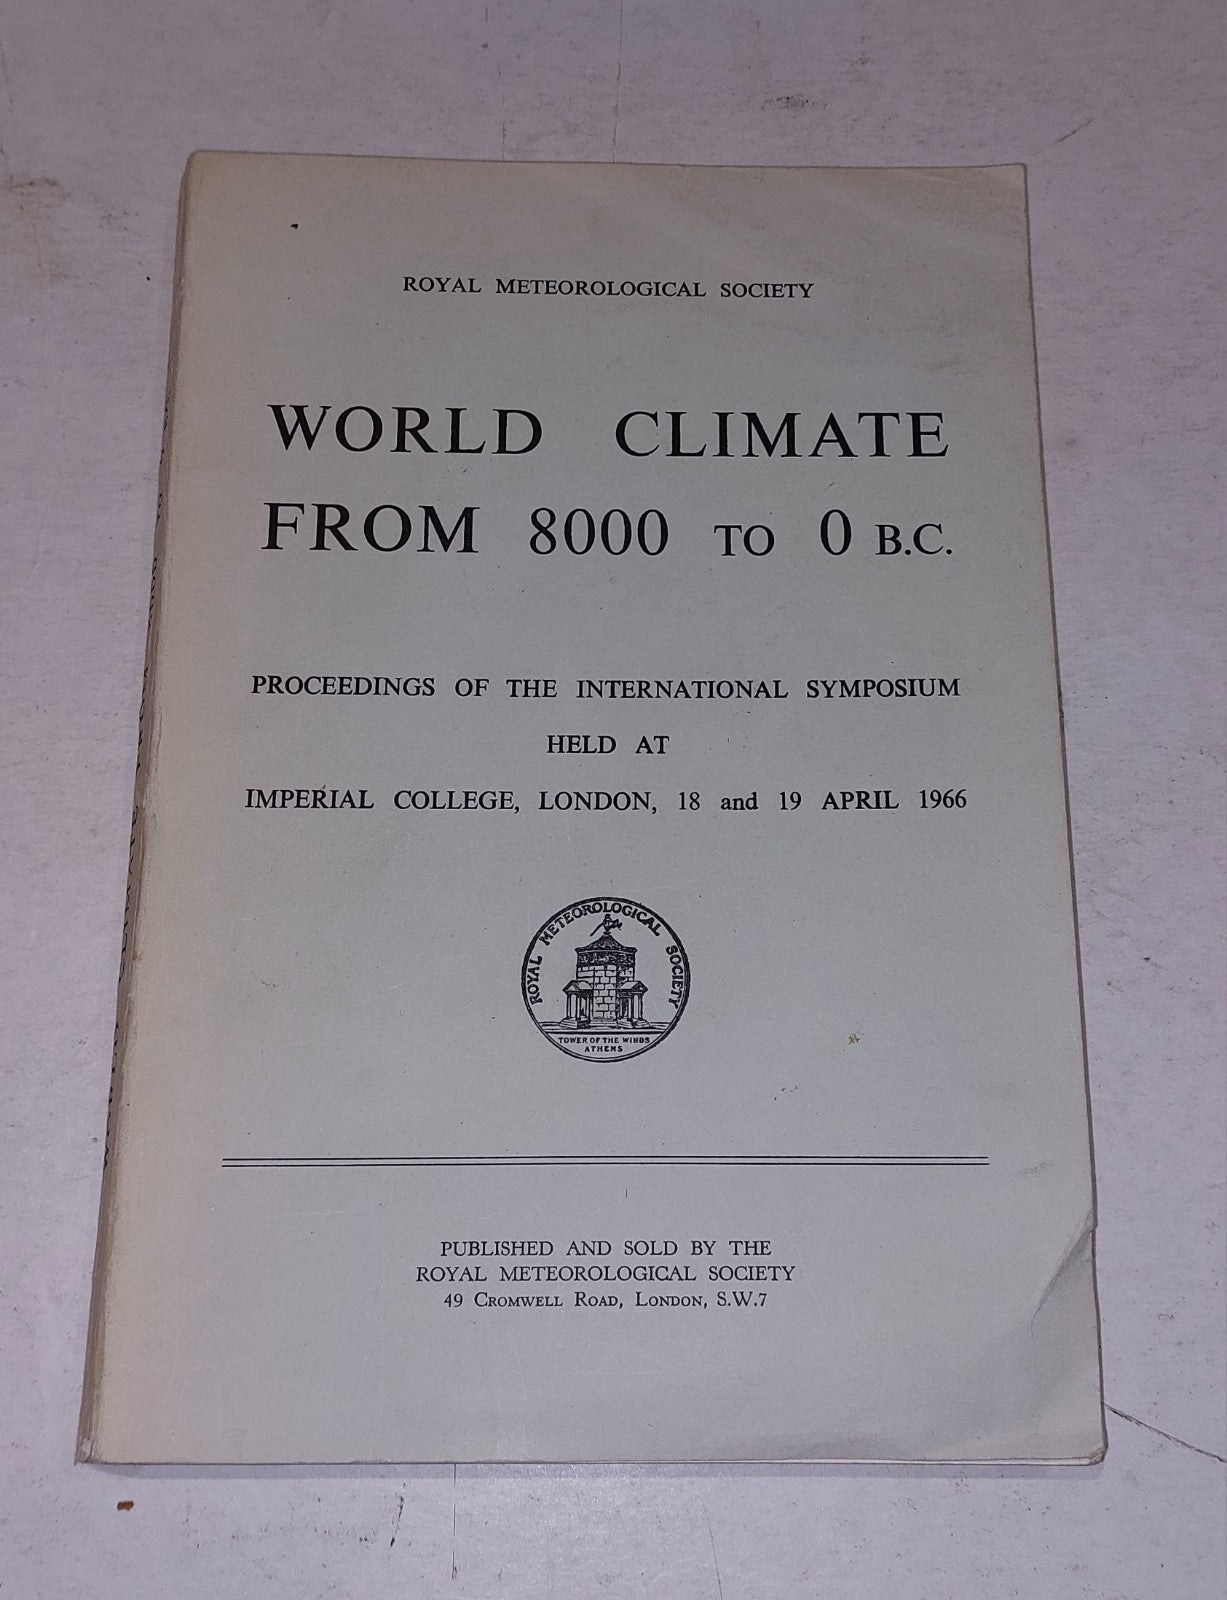 ROYAL METEOROLOGICAL SOCIETY
WORLD CLIMATE
FROM 8000 TO 0 B.C.
PROCEEDINGS OF THE INTERNATIONAL SYMPOSIUM
HELD AT
IMPERIAL COLLEGE, LONDON, 18 and 19 APRIL 1966
ROYAL METEOROLOGICAL SOCIETY
TOWER OF THE WINDS
ATHENS
PUBLISHED AND SOLD BY THE
ROYAL METEOROLOGICAL SOCIETY
49 CROMWELL ROAD, LONDON, S.W.7